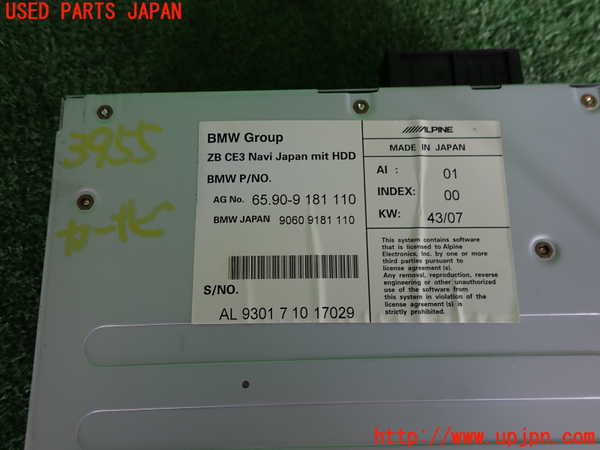 USED PARTS JAPAN
3955
カーナビ
BMW Group
ZB CE3 Navi Japan mit HDD
BMW P/NO.
AG No. 65.90-9 181 110
BMW JAPAN 9060 9181 110
S/NO.
AL 9301 7 10 17029
ALPINE
MADE IN JAPAN
AI : 01
INDEX: 00
KW: 43/07
This system contains software
that is licensed to Alpine
Electronics, Inc. by one or more
third parties pursuant to
license agreement (s).
Any removal, reproduction, reverse
engineering or other unauthorized
use of the software from
this system in violation of the
license agreement(s) is
strictly prohibited.
http://www.upjpn.com/